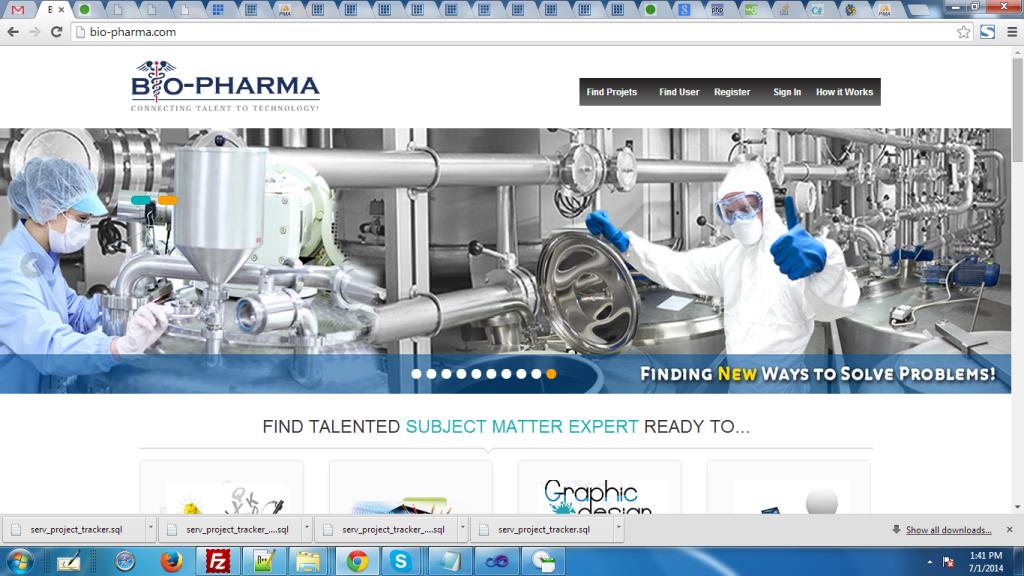 bio-pharma.com
BIO-PHARMA
CONNECTING TALENT TO TECHNOLOGY!
Find Projets Find User Register Sign In How it Works
FINDING NEW WAYS TO SOLVE PROBLEMS!
FIND TALENTED SUBJECT MATTER EXPERT READY TO...
Graphic
design
serv_project_tracker.sql serv_project_tracker_....sql serv_project_tracker_....sql serv_project_tracker.sql Show all downloads...
1:41 PM
7/1/2014